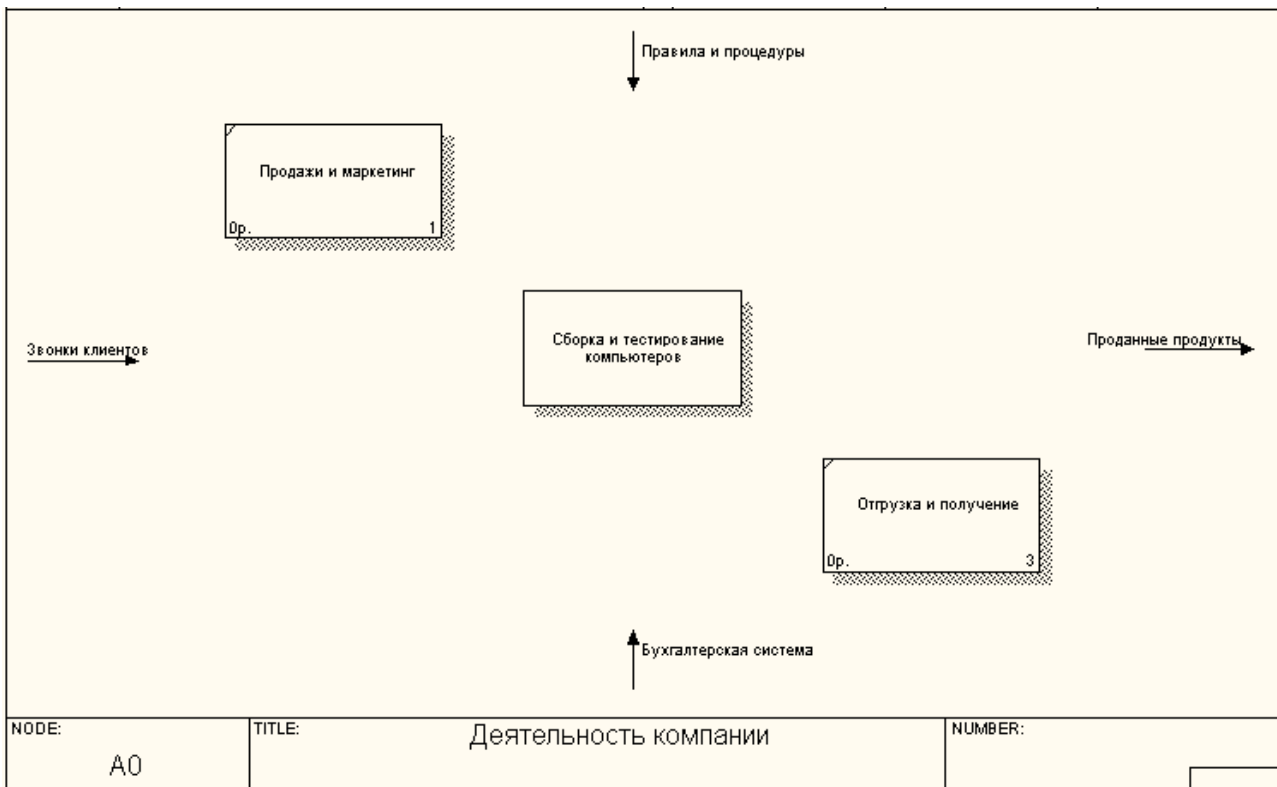 Правила и процедуры
Продажи и маркетинг
0р. 1
Звонки клиентов
Сборка и тестирование
компьютеров
Проданные продукты
Отгрузка и получение
0р. 3
Бухгалтерская система
NODE:
A0
TITLE:
Деятельность компании
NUMBER: